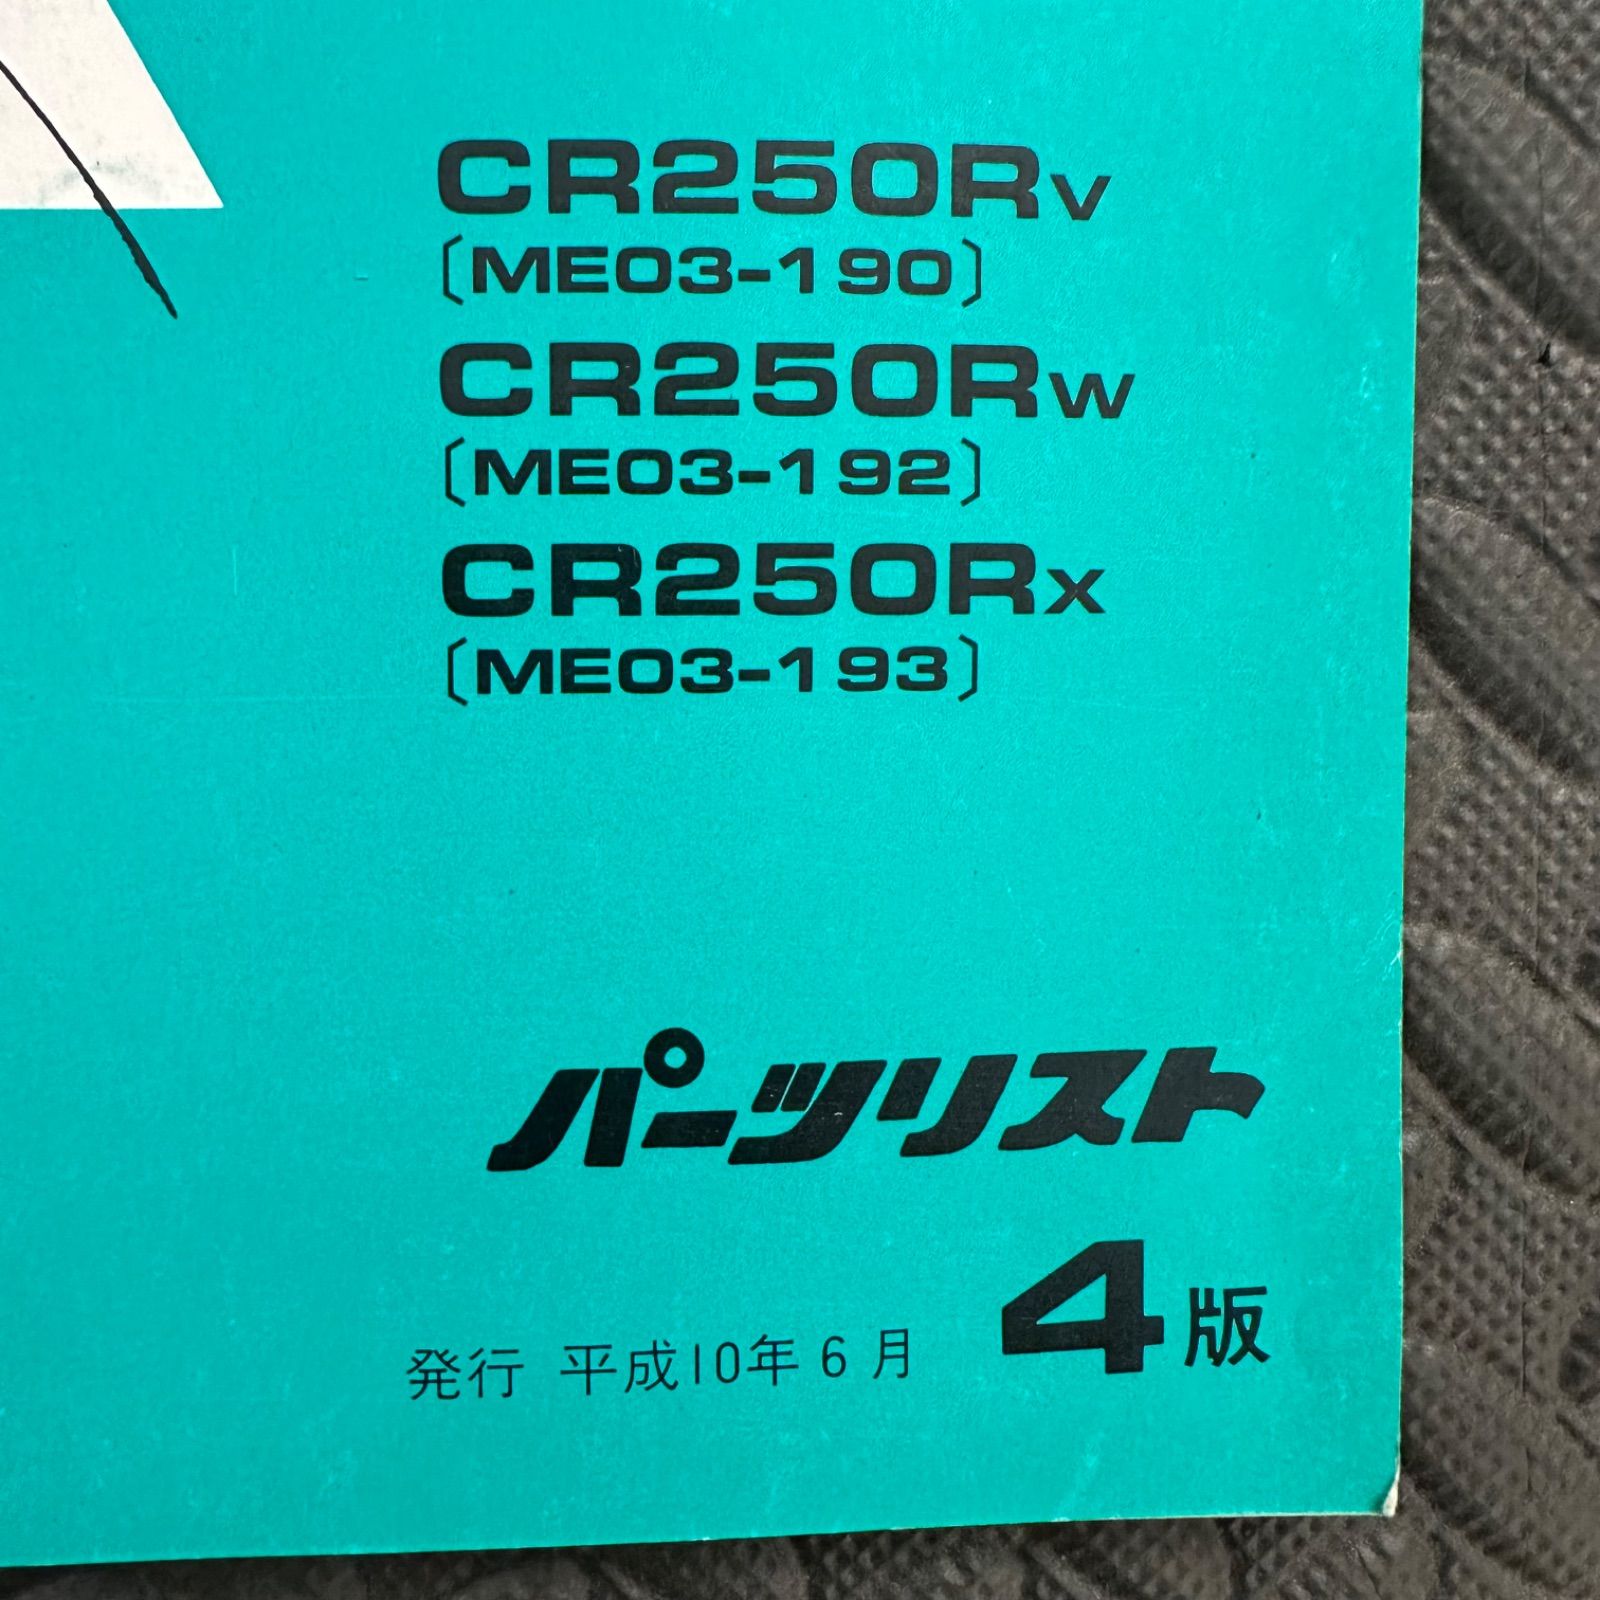 CR250RV
〔ME03-190〕
CR250RW
〔ME03-192〕
CR250RX
〔ME03-193〕
パーツリスト
発行 平成10年6月 4版